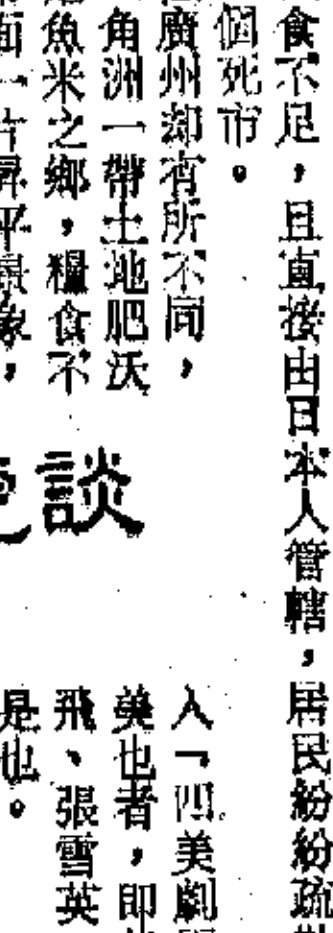 食不足，且直接由日本人管轄，居民紛紛疏
個死市。
廣州却有所不同，
角洲一帶土地肥沃
魚米之鄉，糧食不
面一片昇平景象，
談
入「四美劇
美也者，即
飛、張雪英
是也。